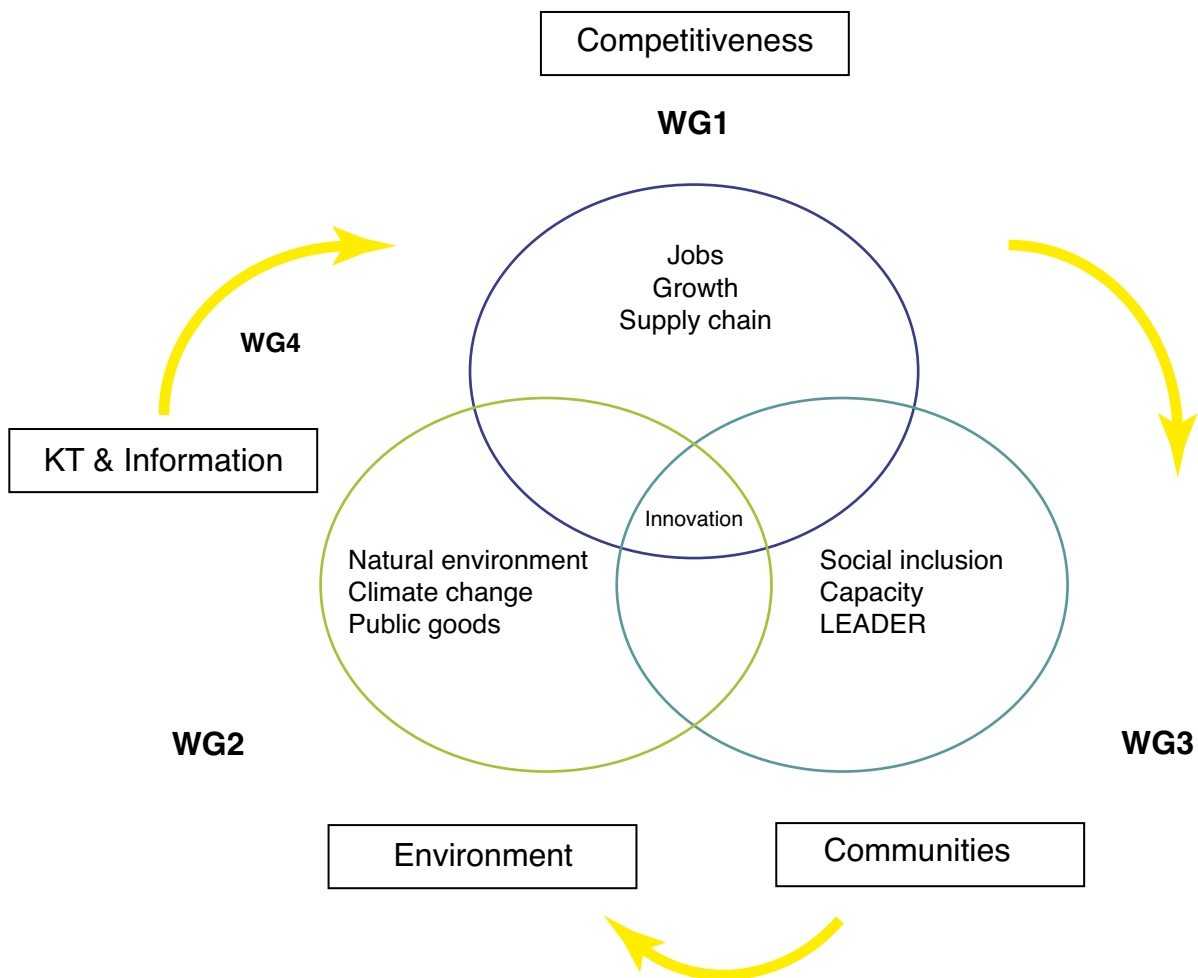 Competitiveness
WG1
Jobs
Growth
Supply chain
WG4
KT & Information
Innovation
Natural environment
Climate change
Public goods
Social inclusion
Capacity
LEADER
WG2
WG3
Environment
Communities